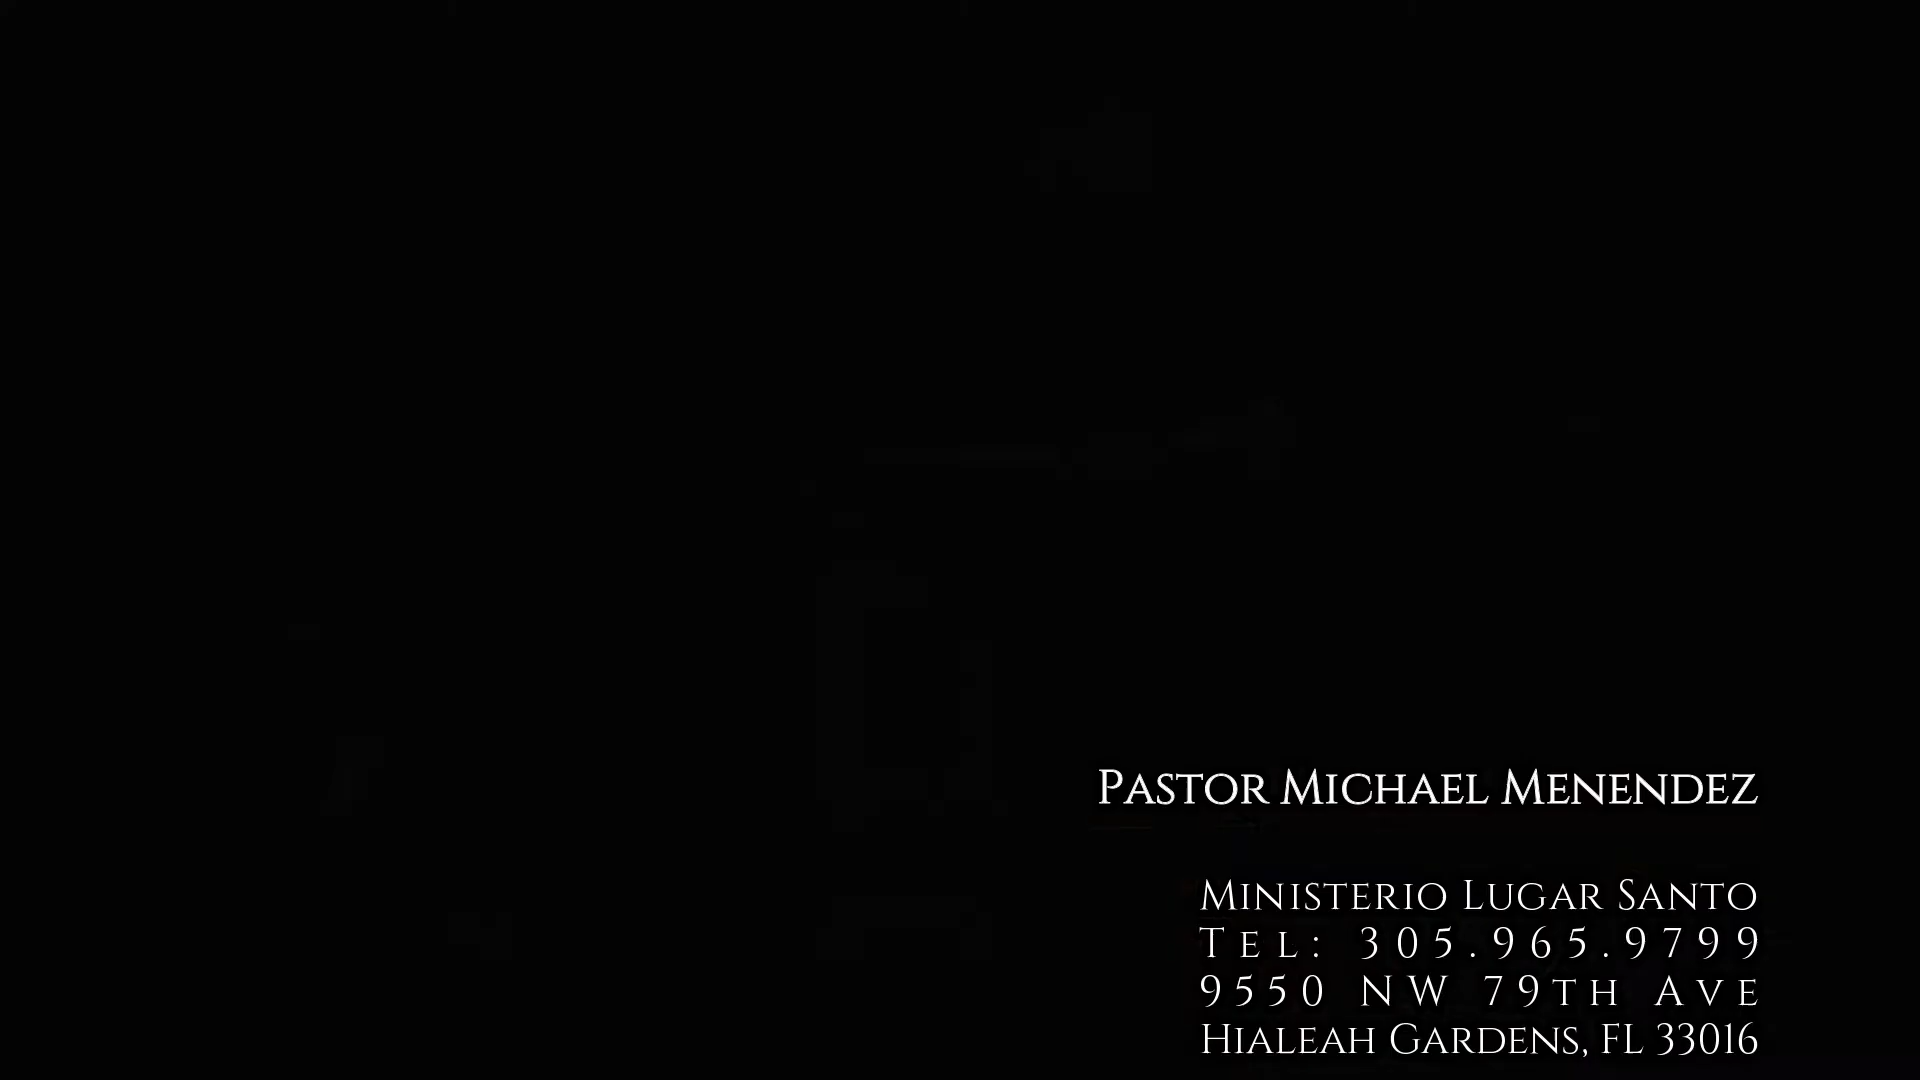 Pastor Michael Menendez
Ministerio Lugar Santo
Tel: 305.965.9799
9550 NW 79th Ave
Hialeah Gardens, FL 33016